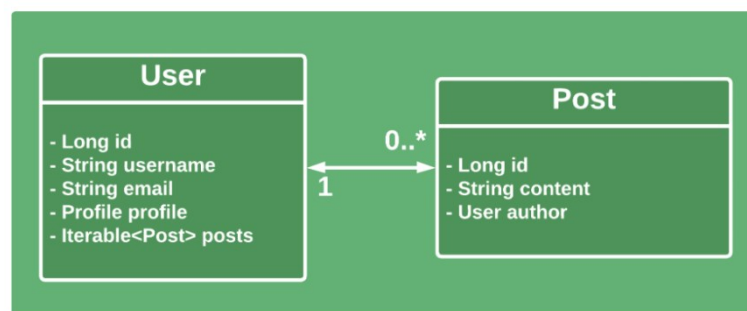 User
- Long id
- String username
- String email
- Profile profile
- Iterable<Post> posts
1
0..*
Post
- Long id
- String content
- User author